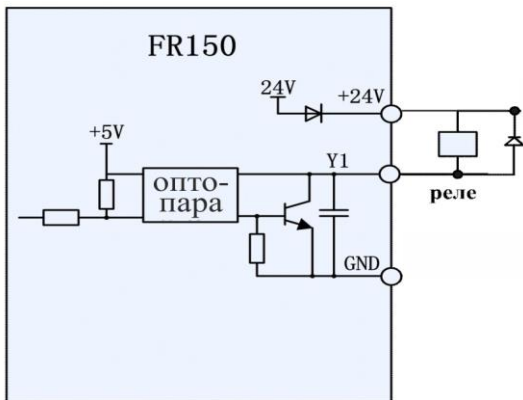 FR150
24V
+24V
+5V
Y1
опто-
пара
реле
GND